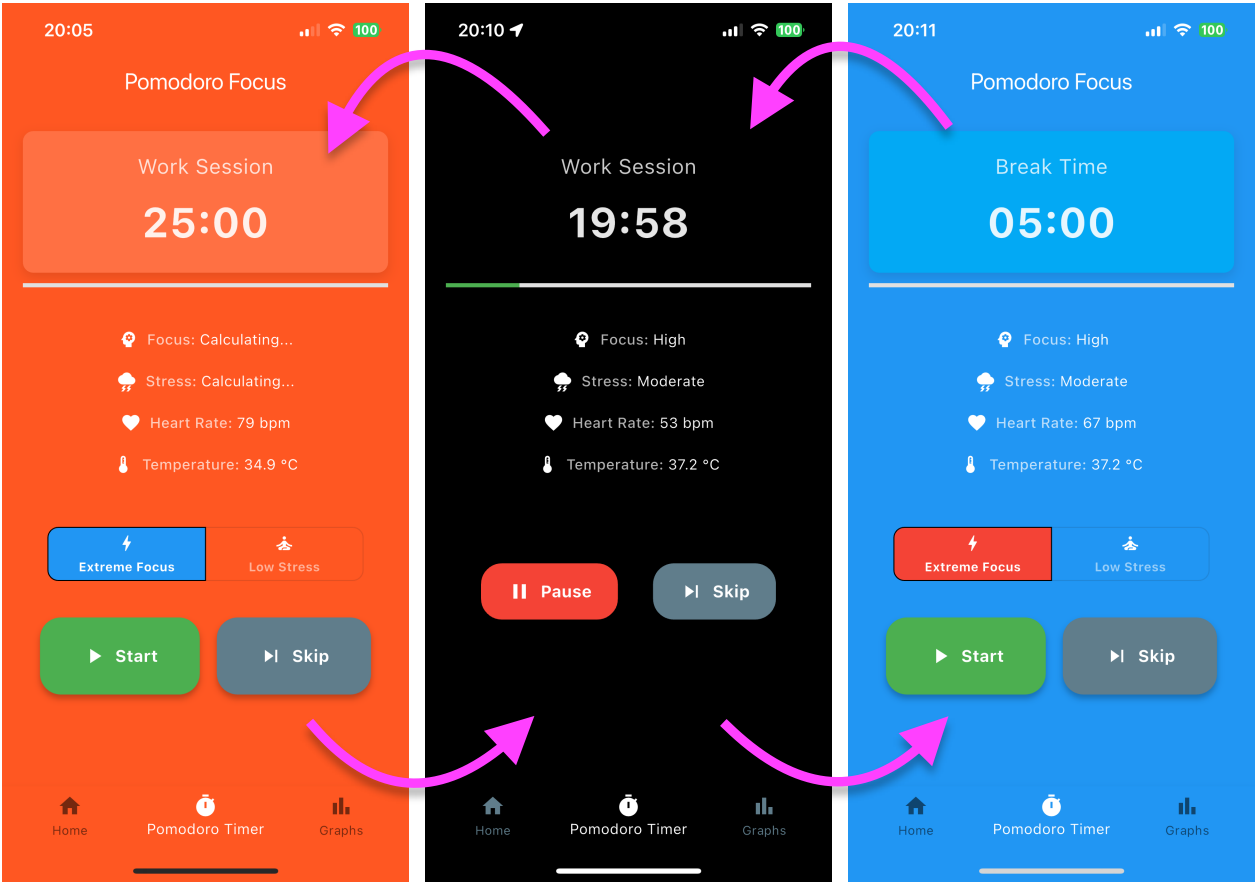 20:05
100
Pomodoro Focus
Work Session
25:00
Focus: Calculating...
Stress: Calculating...
Heart Rate: 79 bpm
Temperature: 34.9 °C
Extreme Focus
Low Stress
Start
Skip
Home
Pomodoro Timer
Graphs
20:10
100
Work Session
19:58
Focus: High
Stress: Moderate
Heart Rate: 53 bpm
Temperature: 37.2 °C
Pause
Skip
Home
Pomodoro Timer
Graphs
20:11
100
Pomodoro Focus
Break Time
05:00
Focus: High
Stress: Moderate
Heart Rate: 67 bpm
Temperature: 37.2 °C
Extreme Focus
Low Stress
Start
Skip
Home
Pomodoro Timer
Graphs